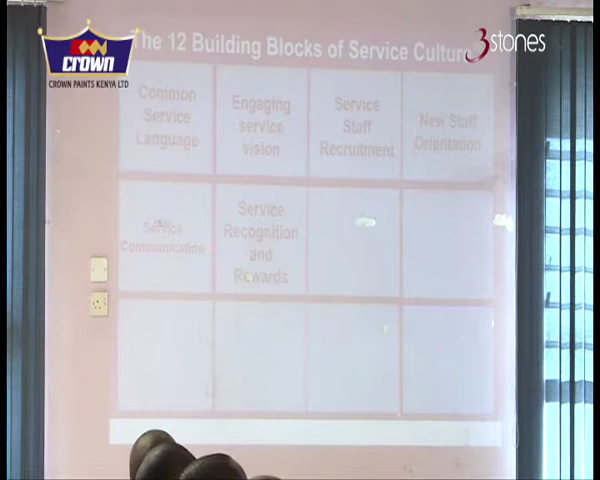 The 12 Building Blocks of Service Culture
3stones
CROWN
CROWN PAINTS KENYA LTD
Common
Service
Language
Engaging
service
vision
Service
Staff
Recruitment
New Staff
Orientation
Service
Communication
Service
Recognition
and
Rewards